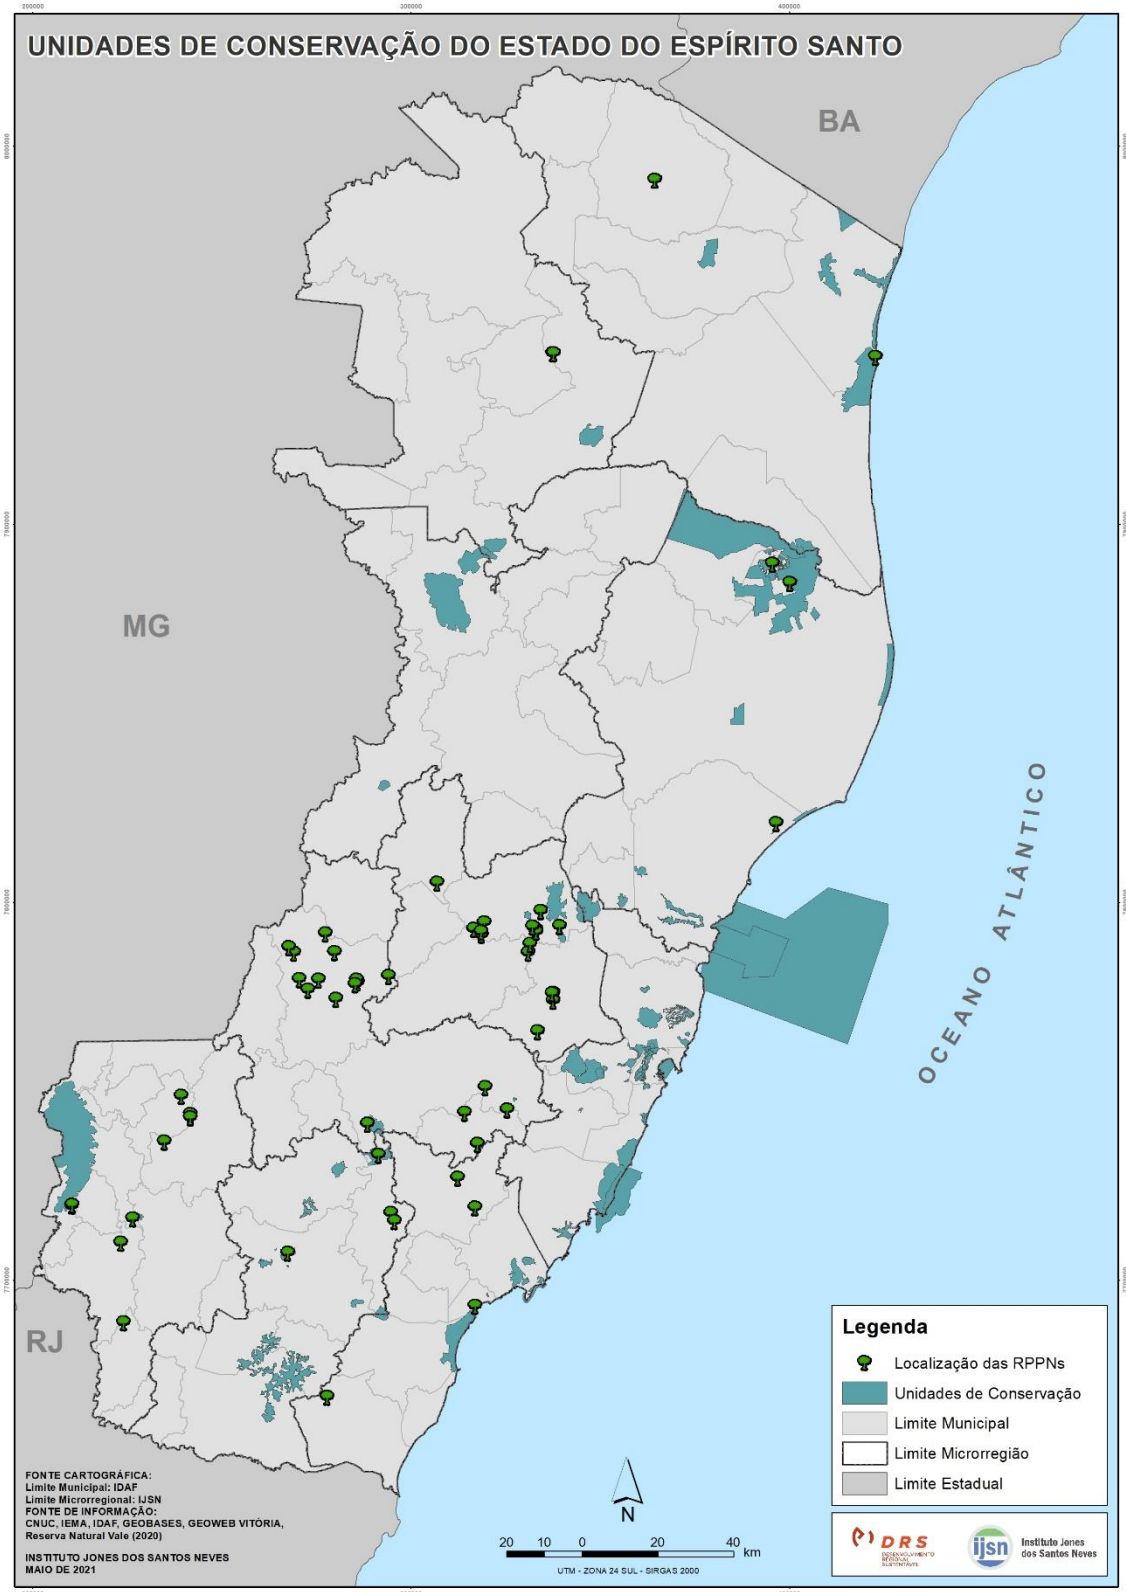 200000
300000
400000
UNIDADES DE CONSERVAÇÃO DO ESTADO DO ESPÍRITO SANTO
BA
MG
OCEANO ATLÂNTICO
RJ
Legenda
Localização das RPPNs
Unidades de Conservação
Limite Municipal
Limite Microrregião
Limite Estadual
FONTE CARTOGRÁFICA:
Limite Municipal: IDAF
Limite Microrregional: IJSN
FONTE DE INFORMAÇÃO:
CNUC, IEMA, IDAF, GEOBASES, GEOWEB VITÓRIA,
Reserva Natural Vale (2020)
INSTITUTO JONES DOS SANTOS NEVES
MAIO DE 2021
N
20 10 0 20 40
km
UTM - ZONA 24 SUL - SIRGAS 2000
DRS
DESENVOLVIMENTO
REGIONAL
SUSTENTÁVEL
ijsn
Instituto Jones
dos Santos Neves